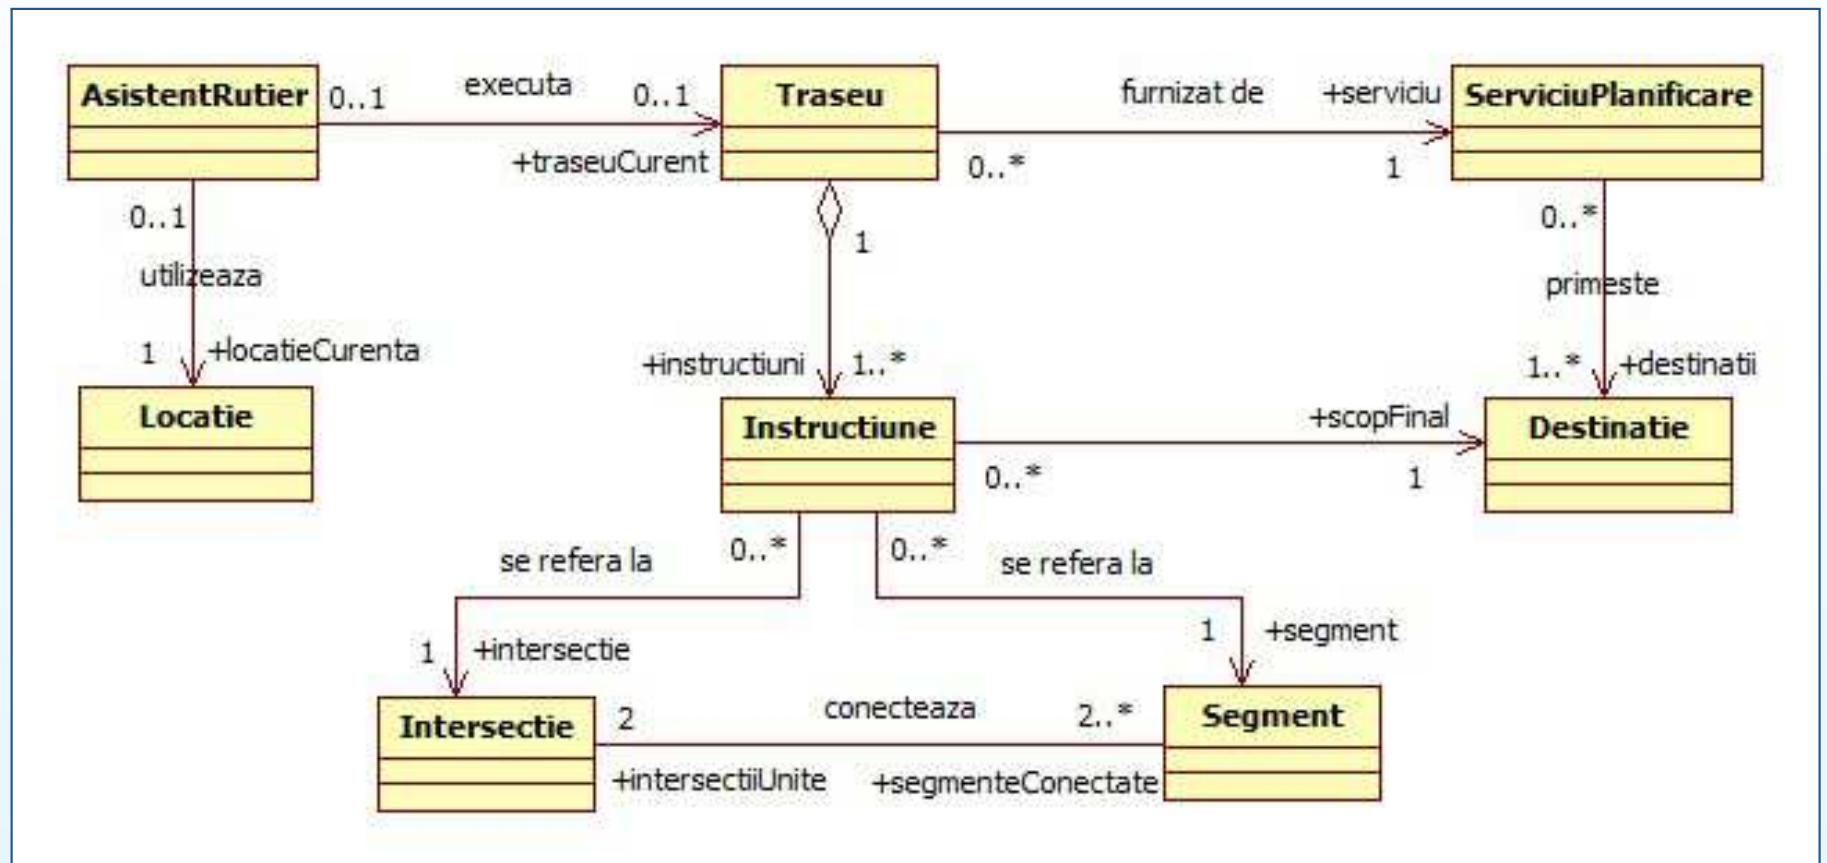 AsistentRutier
0..1
executa
0..1
+traseuCurent
Traseu
furnizat de
+serviciu
0..*
1
ServiciuPlanificare
0..1
utilizeaza
1
+locatieCurenta
Locatie
1
+instructiuni
1..*
0..*
primeste
1..*
+destinatii
Instructiune
+scopFinal
0..*
1
Destinatie
0..*
se refera la
1
+intersectie
0..*
se refera la
1
+segment
Intersectie
2
conecteaza
2..*
+intersectiiUnite
+segmenteConectate
Segment